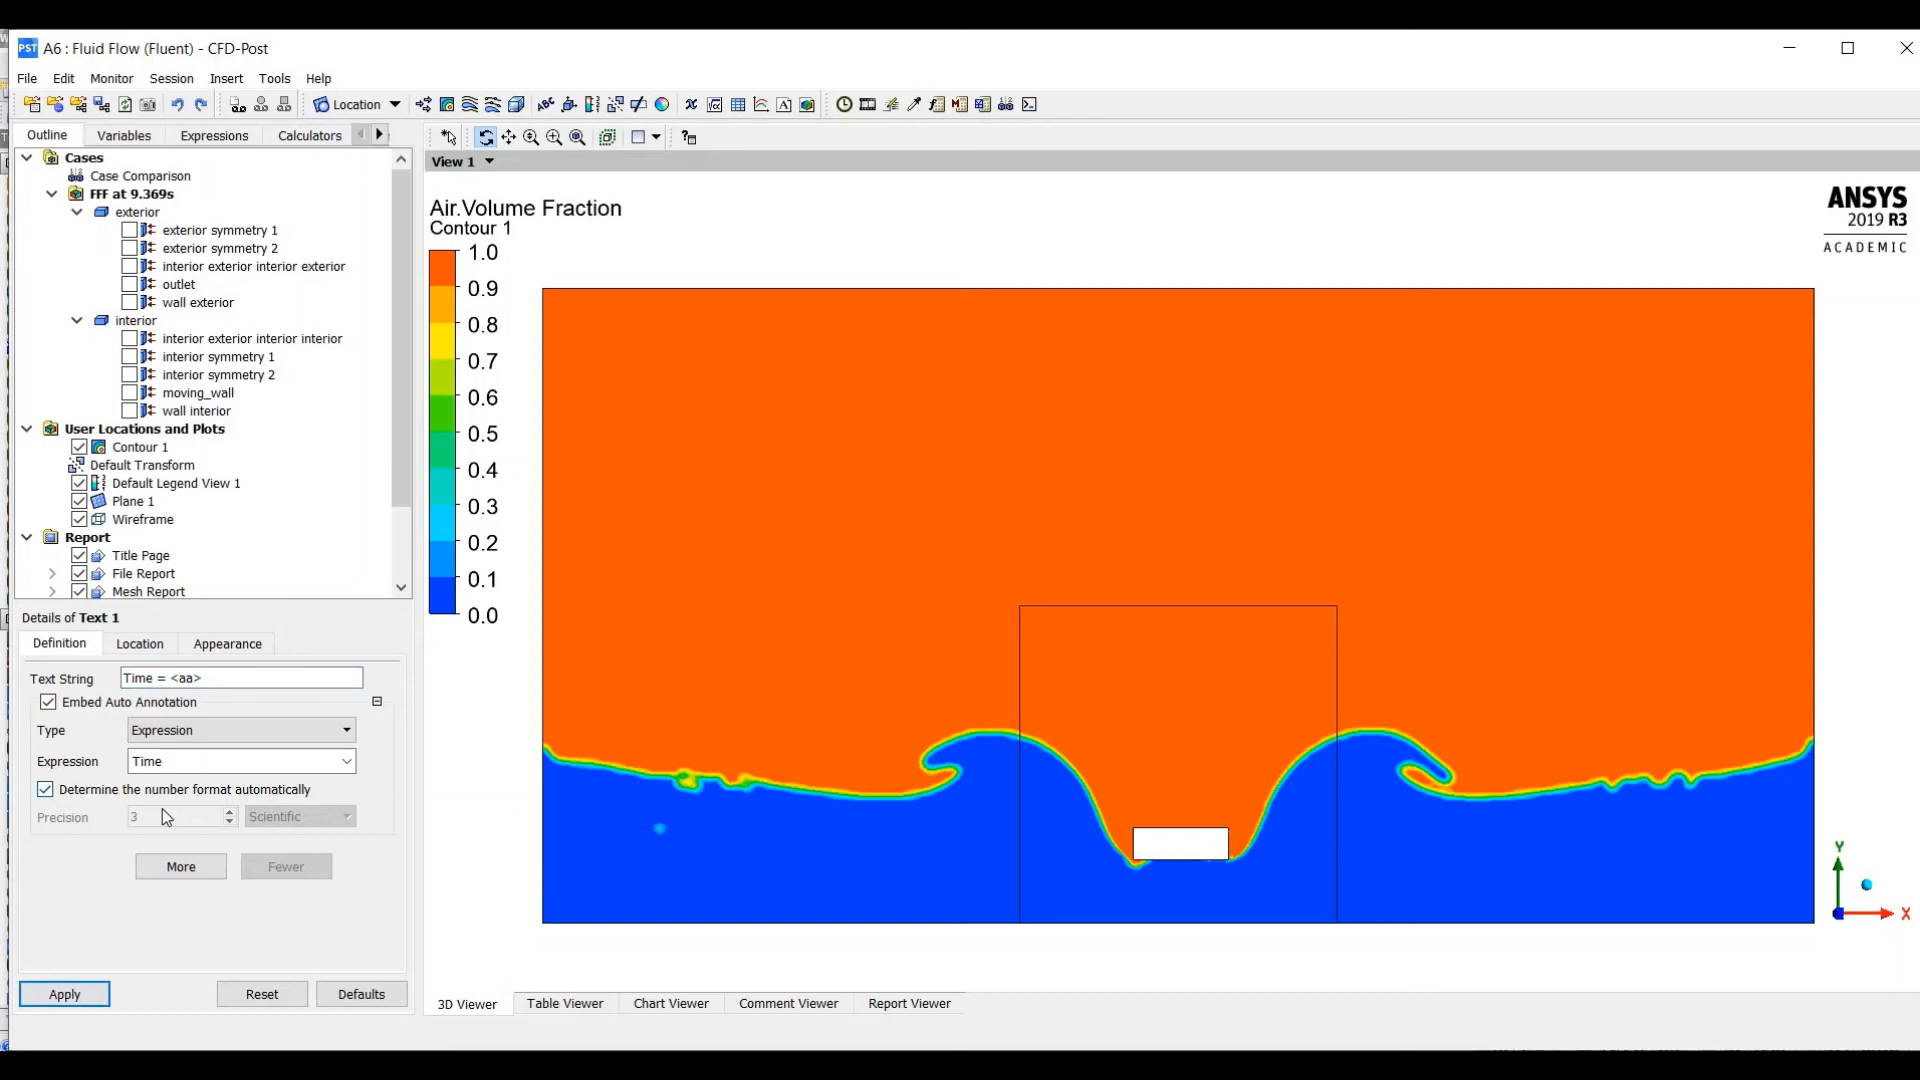 PST A6 : Fluid Flow (Fluent) - CFD-Post
File Edit Monitor Session Insert Tools Help
Location
Outline Variables Expressions Calculators
View 1
Cases
Case Comparison
FFF at 9.369s
exterior
exterior symmetry 1
exterior symmetry 2
interior exterior interior exterior
outlet
wall exterior
interior
interior exterior interior interior
interior symmetry 1
interior symmetry 2
moving_wall
wall interior
User Locations and Plots
Contour 1
Default Transform
Default Legend View 1
Plane 1
Wireframe
Report
Title Page
File Report
Mesh Report
Details of Text 1
Definition Location Appearance
Text String Time = <aa>
Embed Auto Annotation
Type Expression
Expression Time
Determine the number format automatically
Precision 3 Scientific
More Fewer
Apply Reset Defaults
Air.Volume Fraction
Contour 1
1.0
0.9
0.8
0.7
0.6
0.5
0.4
0.3
0.2
0.1
0.0
ANSYS
2019 R3
ACADEMIC
Y
X
3D Viewer Table Viewer Chart Viewer Comment Viewer Report Viewer